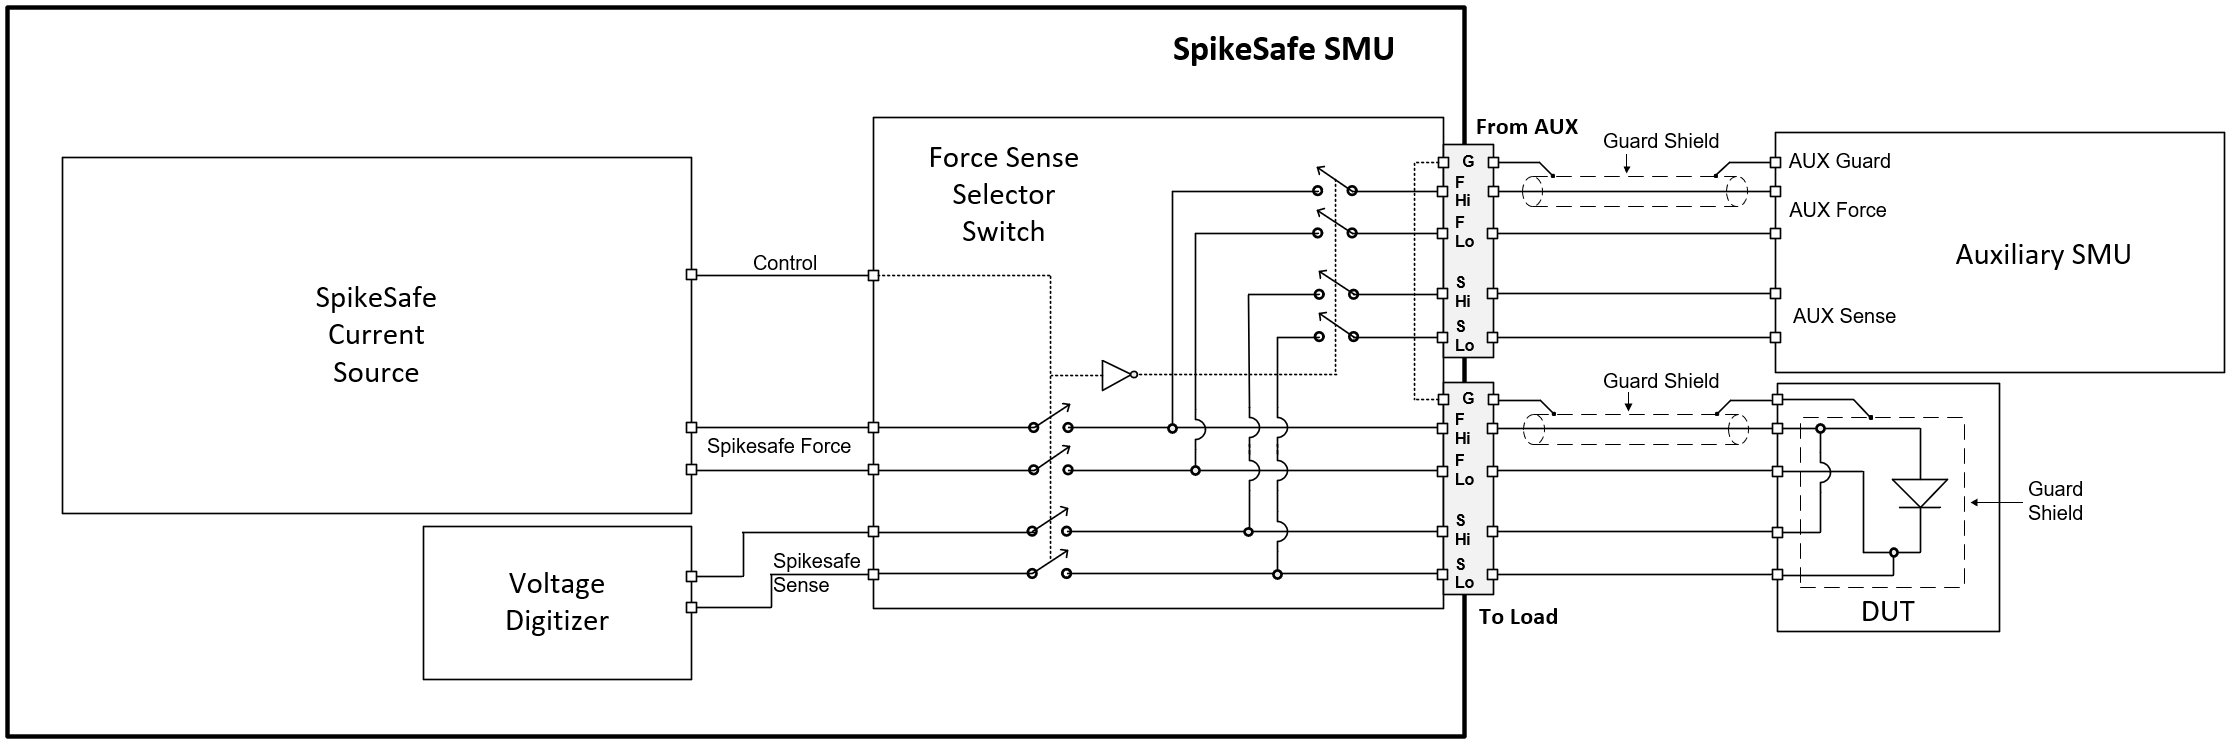 SpikeSafe SMU
Force Sense
Selector
Switch
SpikeSafe
Current
Source
Control
Spikesafe Force
Voltage
Digitizer
Spikesafe
Sense
From AUX
G
F
Hi
F
Lo
S
Hi
S
Lo
Guard Shield
AUX Guard
AUX Force
AUX Sense
Auxiliary SMU
G
F
Hi
F
Lo
S
Hi
S
Lo
To Load
Guard Shield
Guard
Shield
DUT